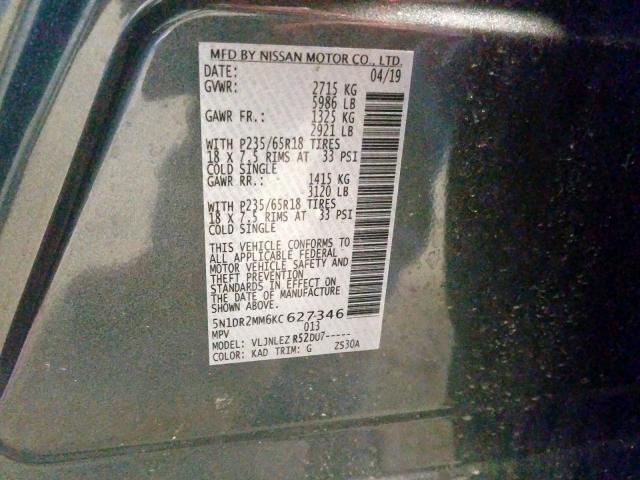 MFD BY NISSAN MOTOR CO., LTD.
DATE: 04/19
GVWR: 2715 KG
5986 LB
GAWR FR.: 1325 KG
2921 LB
WITH P235/65R18 TIRES
18 X 7.5 RIMS AT 33 PSI
COLD SINGLE
GAWR RR.: 1415 KG
3120 LB
WITH P235/65R18 TIRES
18 X 7.5 RIMS AT 33 PSI
COLD SINGLE
THIS VEHICLE CONFORMS TO
ALL APPLICABLE FEDERAL
MOTOR VEHICLE SAFETY AND
THEFT PREVENTION
STANDARDS IN EFFECT ON
THE DATE OF MANUFACTURE
SHOWN ABOVE.
5N1DR2MM6KC627346
MPV 013
MODEL: VLJNLEZ R52DU7-----
COLOR: KAD TRIM: G ZS30A